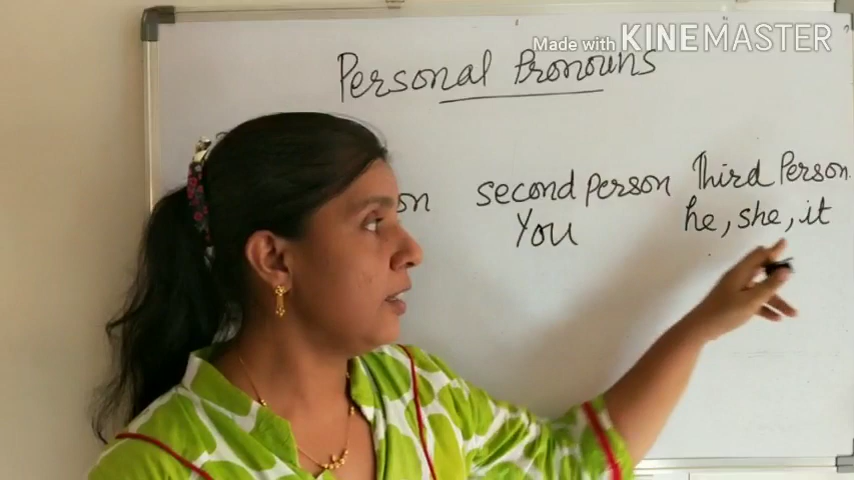 Made with KINEMASTER
Personal Pronouns
on second person Third Person
You he, she, it